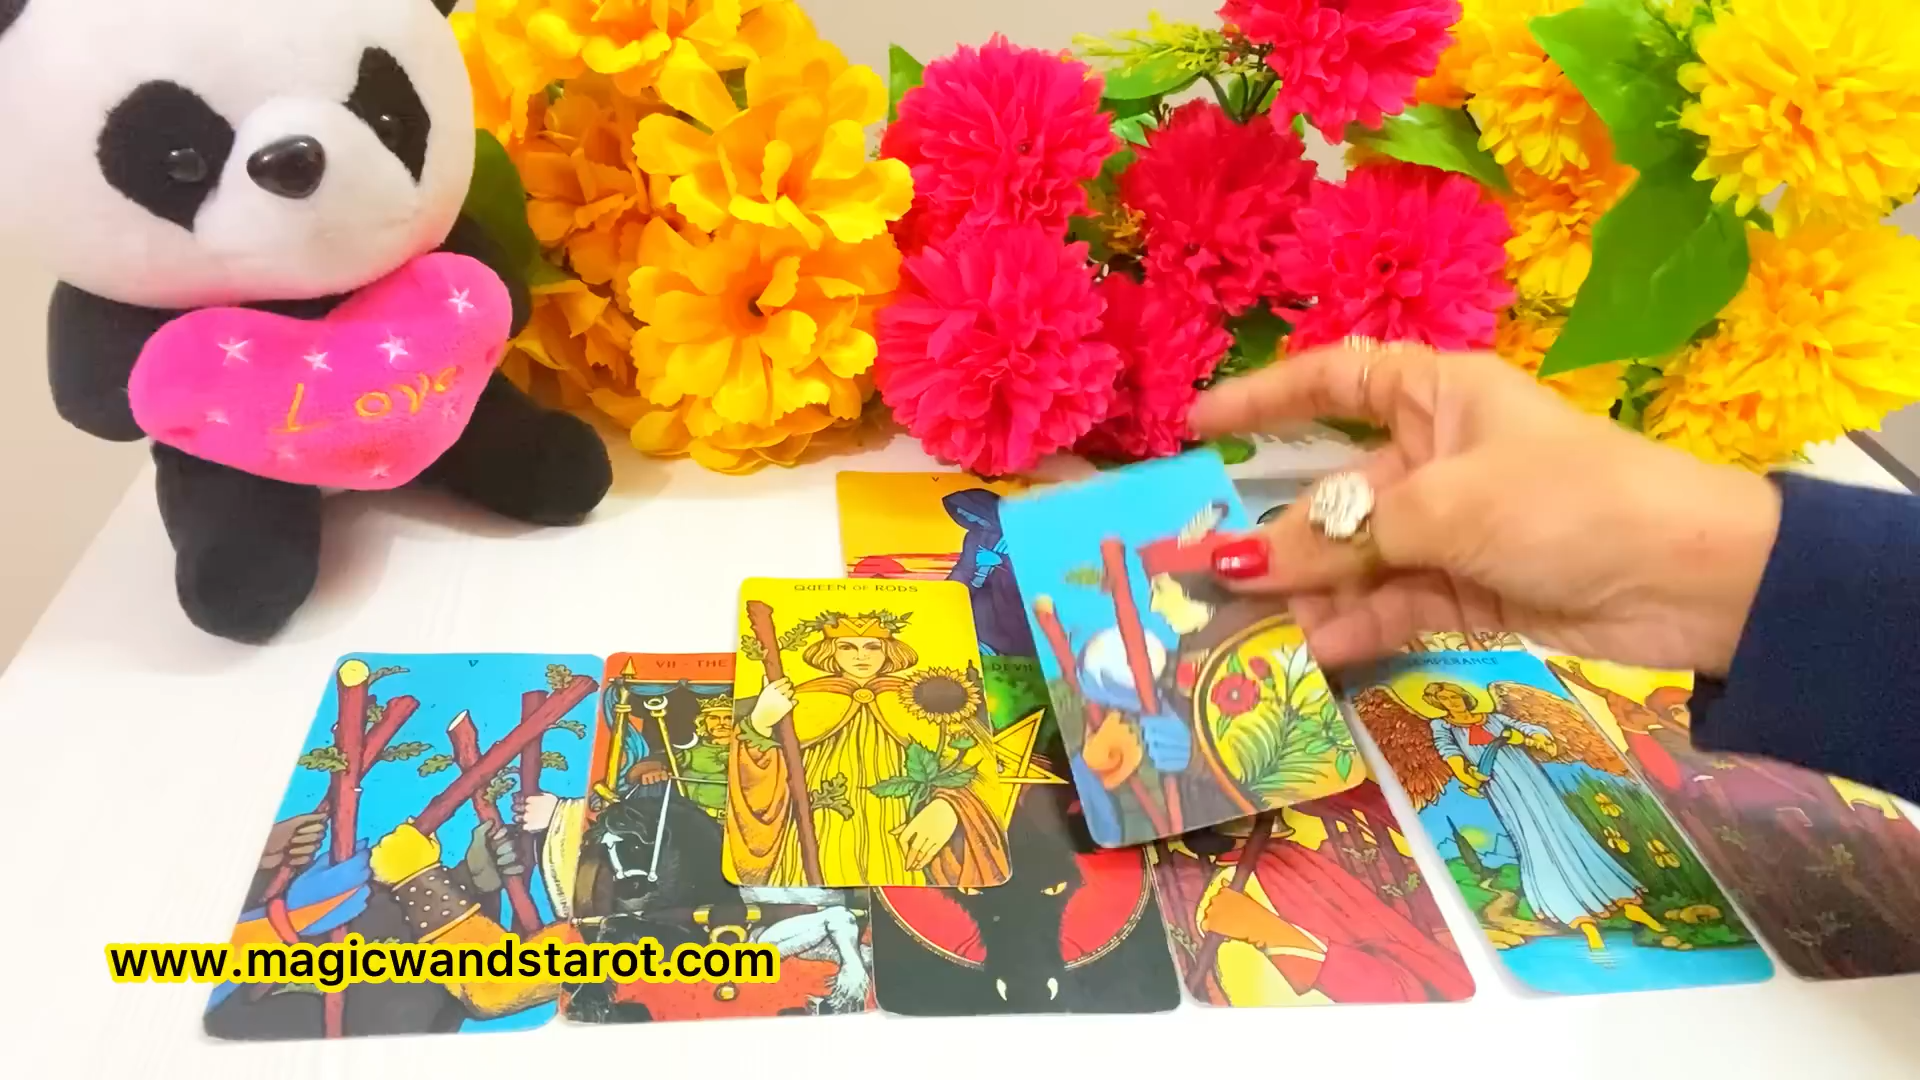 Love
V
QUEEN OF RODS
V
VII - THE
DEVIL
TEMPERANCE
www.magicwandstarot.com